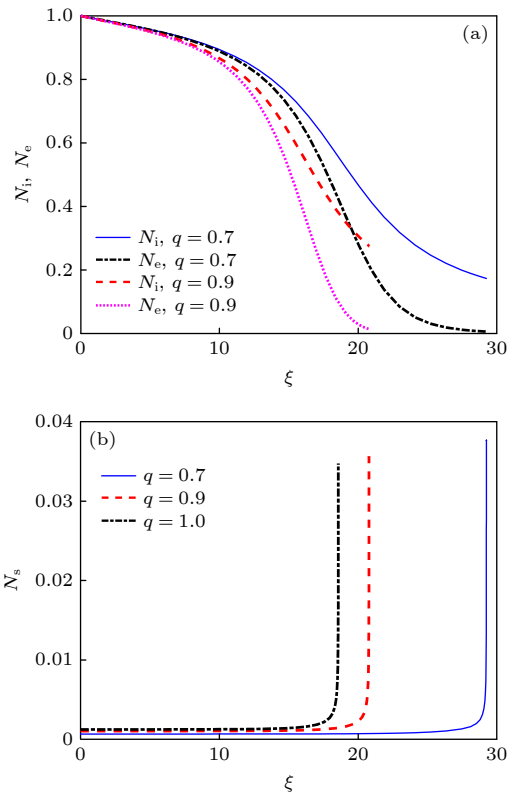 1.0
(a)
0.8
0.6
N_i, N_e
0.4
N_i, q = 0.7
N_e, q = 0.7
0.2
N_i, q = 0.9
N_e, q = 0.9
0
0 10 20 30
ξ
0.04
(b)
q = 0.7
q = 0.9
0.03
q = 1.0
N_s
0.02
0.01
0
0 10 20 30
ξ